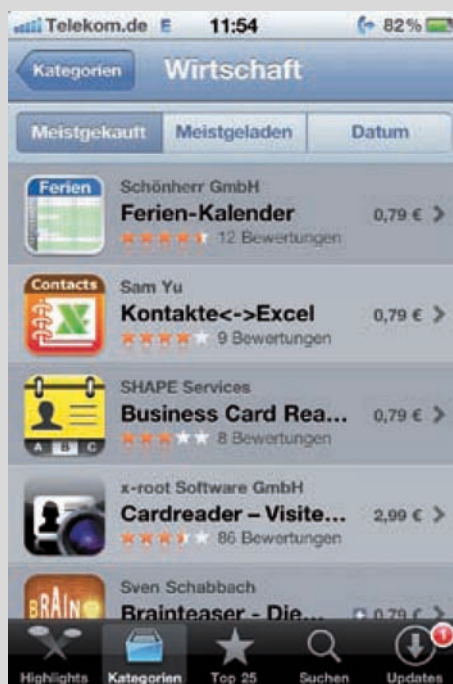 Telekom.de E 11:54 82%
Kategorien Wirtschaft
Meistgekauft Meistgeladen Datum
Ferien
Schönherr GmbH
Ferien-Kalender 0,79 € >
12 Bewertungen
Contacts
Sam Yu
Kontakte<->Excel 0,79 € >
9 Bewertungen
SHAPE Services
Business Card Rea... 0,79 € >
8 Bewertungen
A B C
x-root Software GmbH
Cardreader – Visite... 2,99 € >
86 Bewertungen
Sven Schabbach
BRAIN
Brainteaser - Die... + 0,79 € >
1
Highlights Kategorien Top 25 Suchen Updates